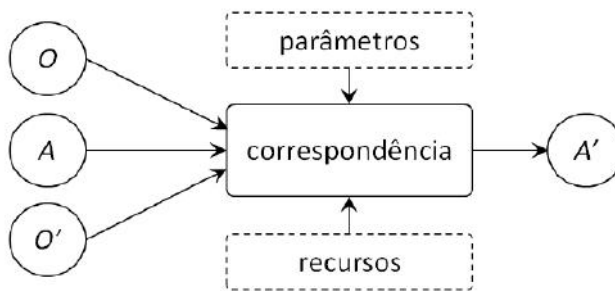 O
parâmetros
A
correspondência
A'
O'
recursos